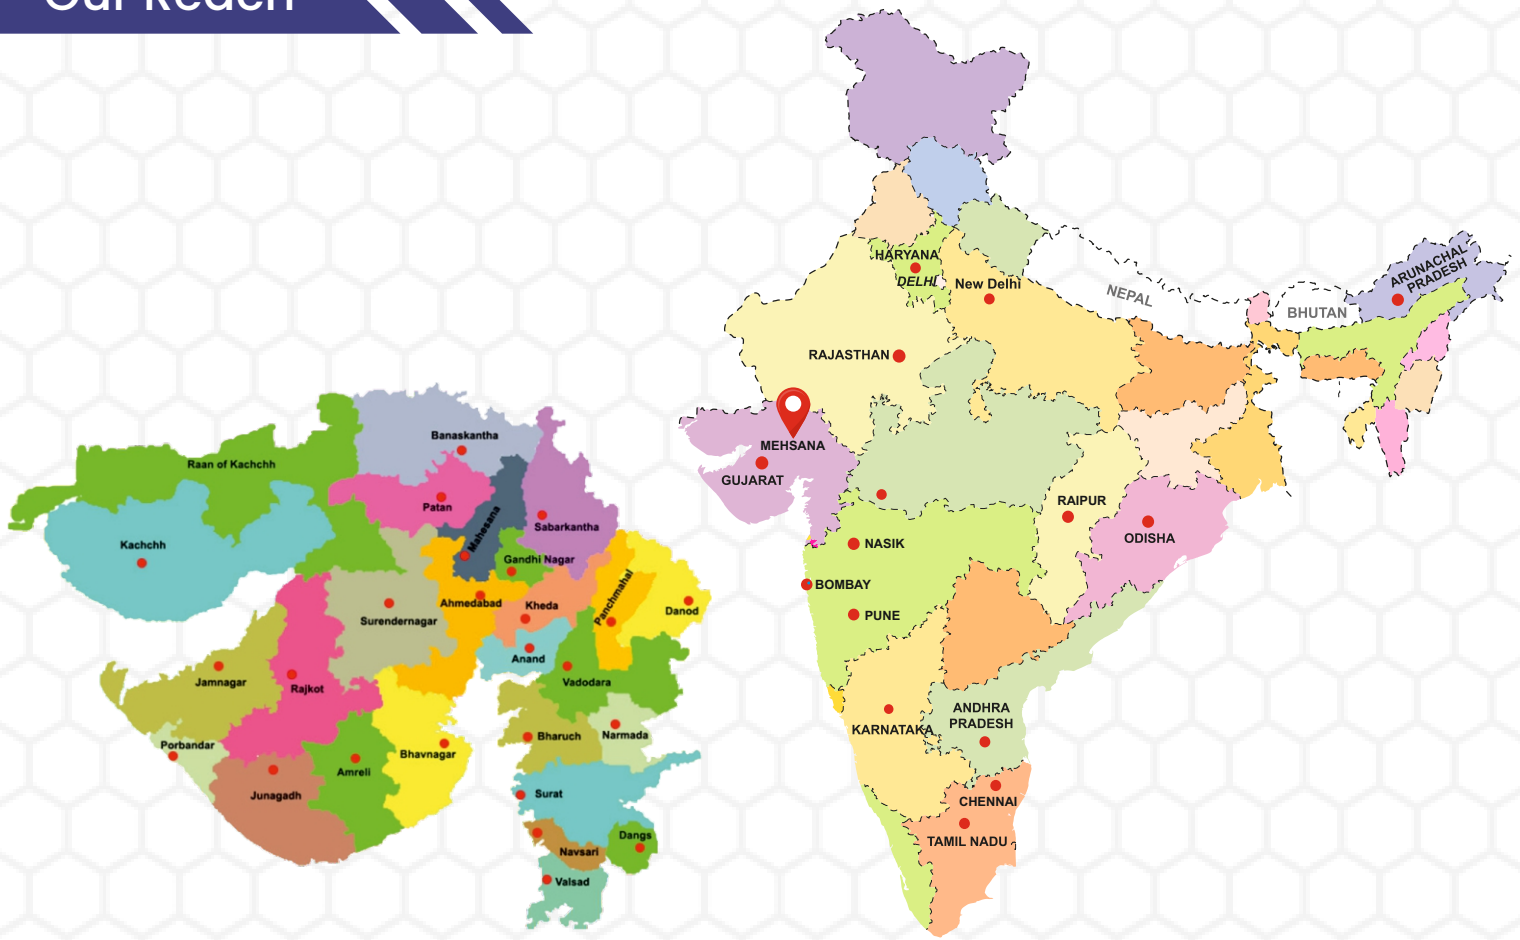 Our Reach
Banaskantha
Raan of Kachchh
Patan
Mahesana
Sabarkantha
Kachchh
Gandhi Nagar
Ahmedabad
Kheda
Panchmahal
Danod
Surendernagar
Anand
Jamnagar
Rajkot
Vadodara
Porbandar
Bharuch
Narmada
Bhavnagar
Amreli
Junagadh
Surat
Dangs
Navsari
Valsad
HARYANA
DELHI
New Delhi
NEPAL
BHUTAN
ARUNACHAL
PRADESH
RAJASTHAN
MEHSANA
GUJARAT
RAIPUR
ODISHA
NASIK
BOMBAY
PUNE
KARNATAKA
ANDHRA
PRADESH
CHENNAI
TAMIL NADU